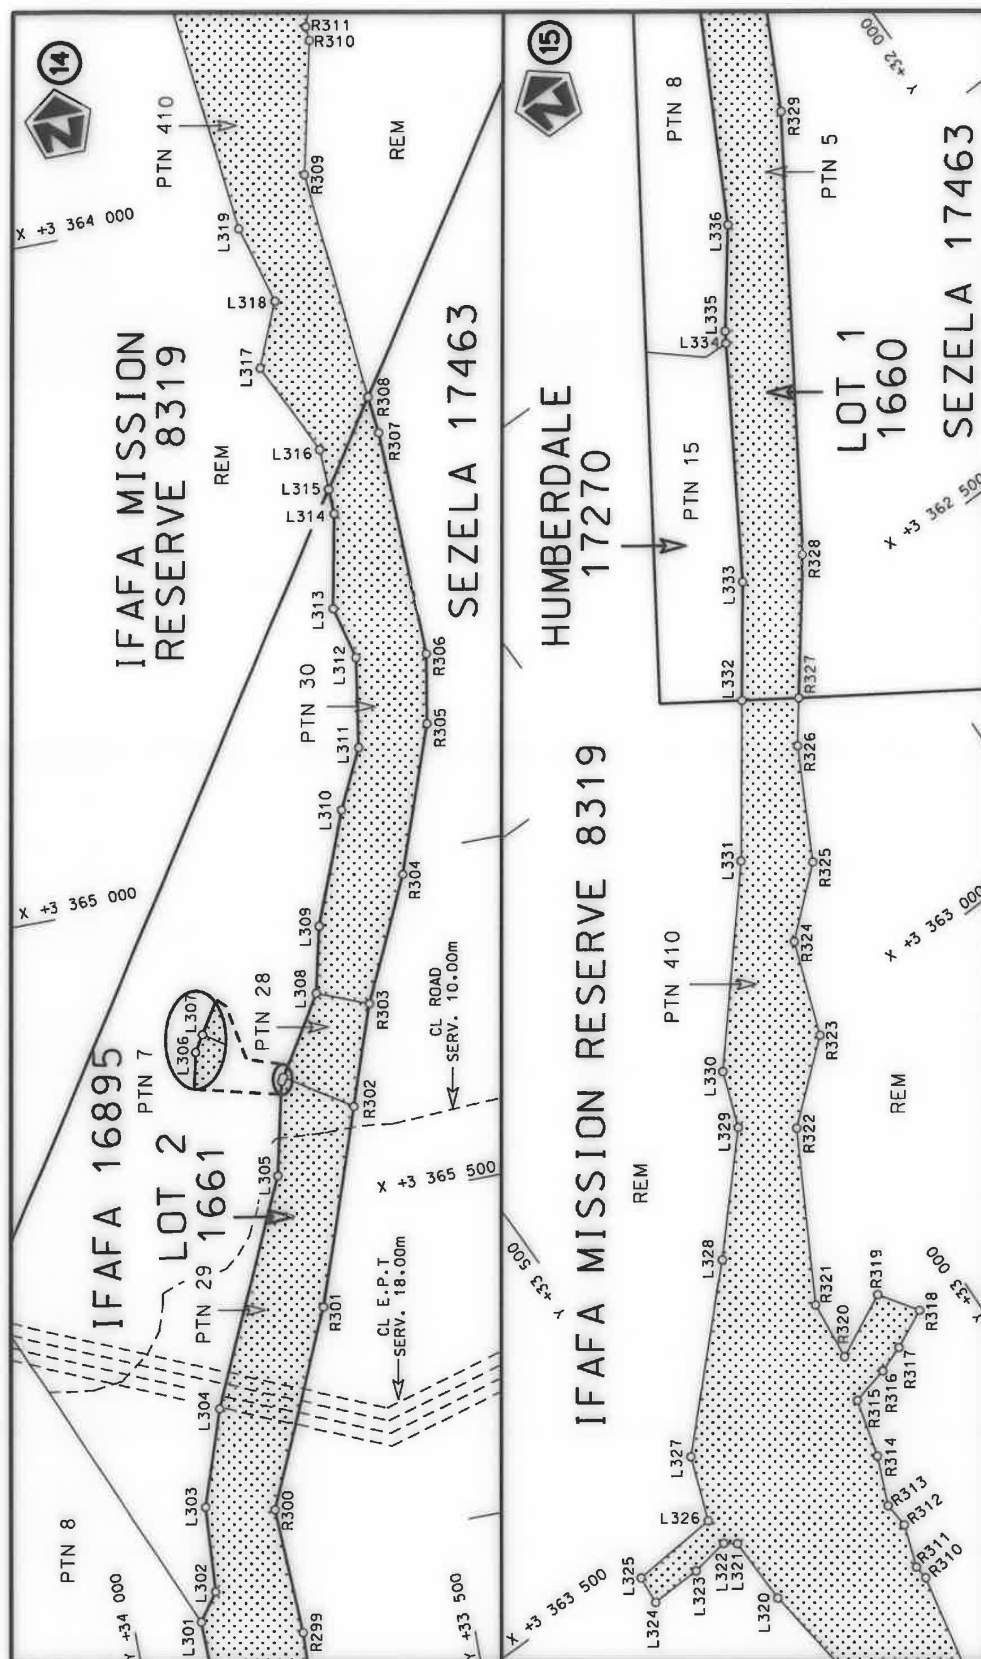 14
N
X +3 364 000
PTN 410
R311
R310
R309
REM
L319
L318
L317
IFAFA MISSION
RESERVE 8319
REM
L316
L315
L314
R308
R307
L313
L312
PTN 30
R306
R305
SEZELA 17463
L311
L310
X +3 365 000
R304
L309
L308
PTN 28
R303
CL ROAD
SERV. 10.00m
L306
L307
R302
IFAFA 16895
PTN 7
LOT 2
1661
L305
X +3 365 500
PTN 29
R301
CL E.P.T
SERV. 18.00m
L304
L303
R300
PTN 8
L302
L301
R299
Y +34 000
Y +33 500
15
N
Y +32 000
PTN 8
R329
PTN 5
L336
L335
L334
LOT 1
1660
SEZELA 17463
HUMBERDALE
17270
PTN 15
X +3 362 500
R328
L333
L332
R327
R326
IFAFA MISSION RESERVE 8319
L331
R325
R324
X +3 363 000
PTN 410
R323
L330
L329
R322
REM
REM
L328
Y +33 500
R321
R320
R319
R318
R317
R316
R315
Y +33 000
L327
R314
R313
R312
R311
R310
L326
L325
L324
L323
L322
L321
L320
X +3 363 500